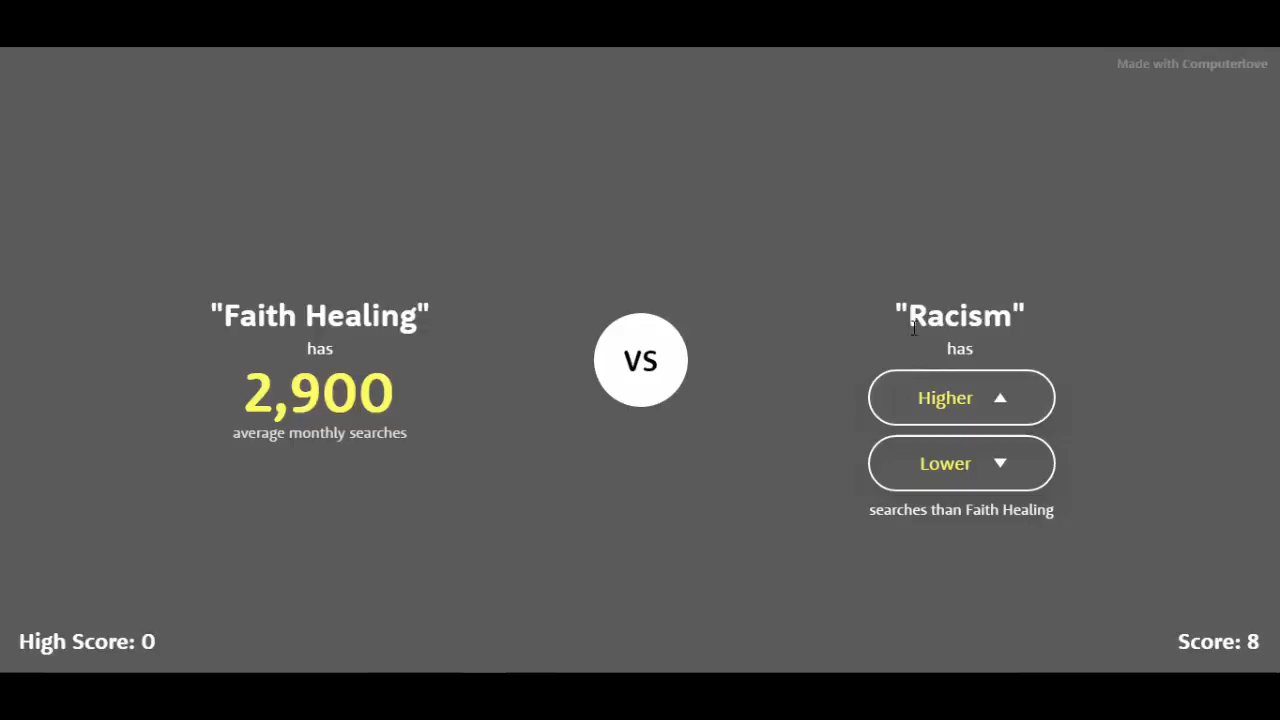 Made with Computerlove
"Faith Healing"
has
2,900
average monthly searches
VS
"Racism"
has
Higher
Lower
searches than Faith Healing
High Score: 0
Score: 8